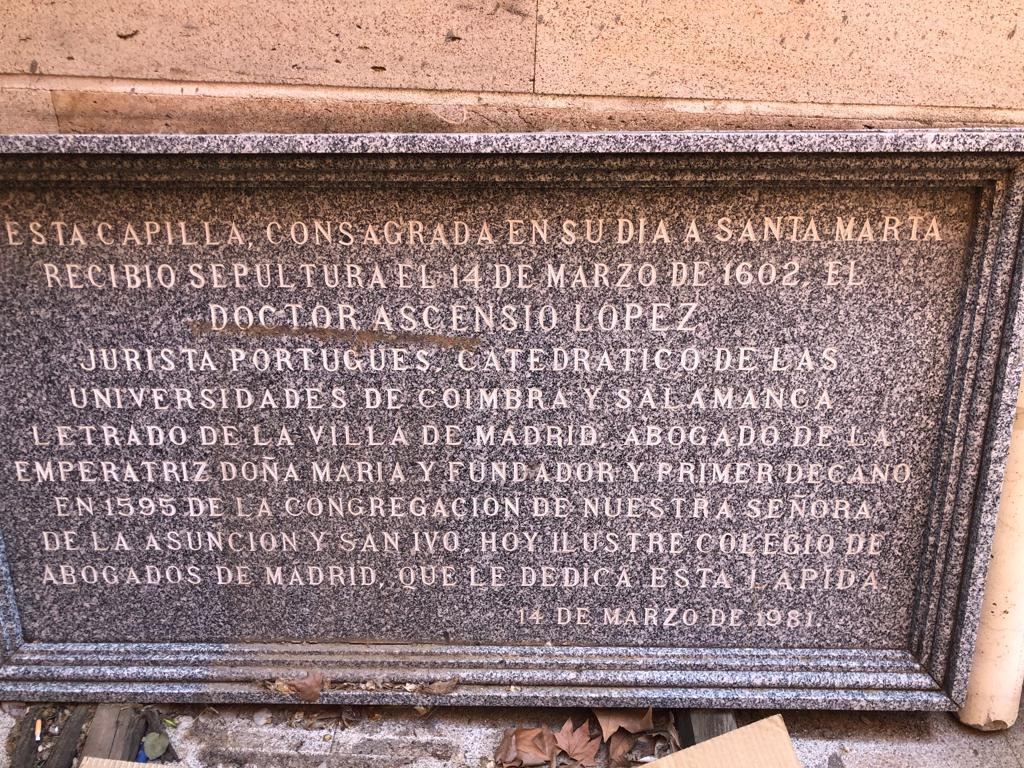 ESTA CAPILLA, CONSAGRADA EN SU DIA A SANTA MARTA
RECIBIO SEPULTURA EL 14 DE MARZO DE 1602, EL
DOCTOR ASCENSIO LOPEZ
JURISTA PORTUGUES, CATEDRATICO DE LAS
UNIVERSIDADES DE COIMBRA Y SALAMANCA
LETRADO DE LA VILLA DE MADRID, ABOGADO DE LA
EMPERATRIZ DOÑA MARIA Y FUNDADOR Y PRIMER DECANO
EN 1595 DE LA CONGREGACION DE NUESTRA SEÑORA
DE LA ASUNCION Y SAN IVO, HOY ILUSTRE COLEGIO DE
ABOGADOS DE MADRID, QUE LE DEDICA ESTA LAPIDA
14 DE MARZO DE 1981.